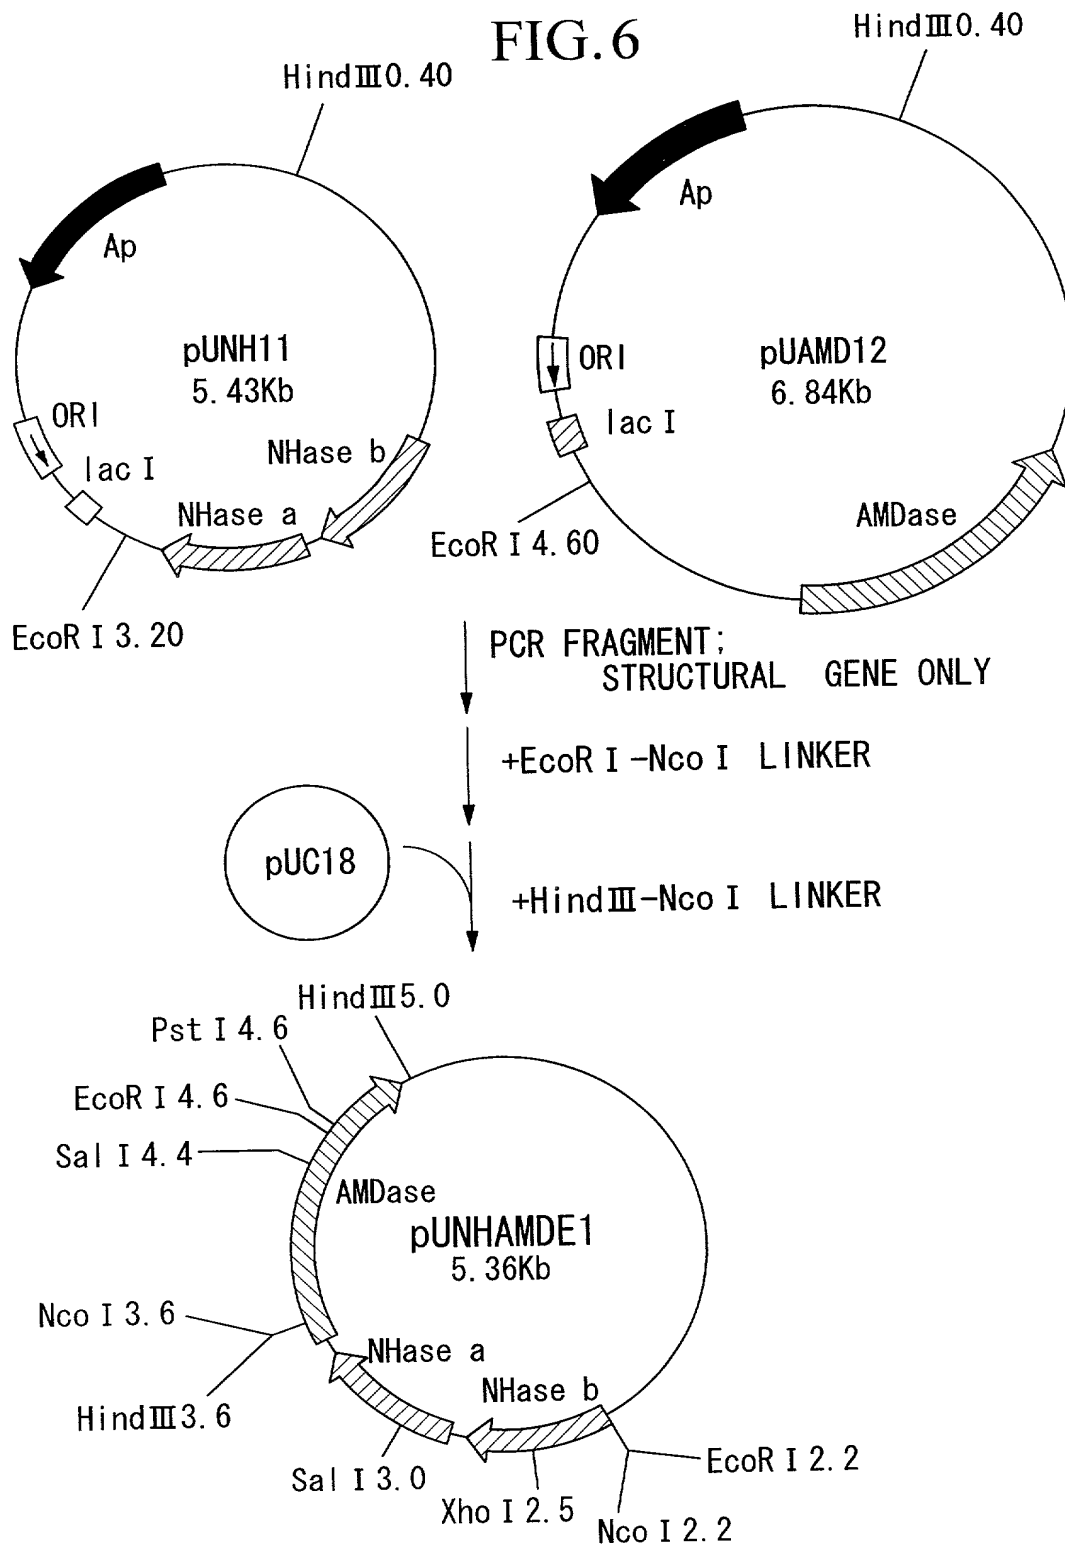 FIG. 6
HindⅢ0. 40
HindⅢ0. 40
Ap
Ap
pUNH11
5. 43Kb
pUAMD12
6. 84Kb
ORI
ORI
lac I
lac I
NHase b
NHase a
AMDase
EcoR I 4. 60
EcoR I 3. 20
PCR FRAGMENT;
STRUCTURAL GENE ONLY
+EcoR I-Nco I LINKER
pUC18
+HindⅢ-Nco I LINKER
HindⅢ5. 0
Pst I 4. 6
EcoR I 4. 6
Sal I 4. 4
AMDase
pUNHAMDE1
5. 36Kb
Nco I 3. 6
NHase a
NHase b
HindⅢ3. 6
EcoR I 2. 2
Sal I 3. 0
Xho I 2. 5
Nco I 2. 2